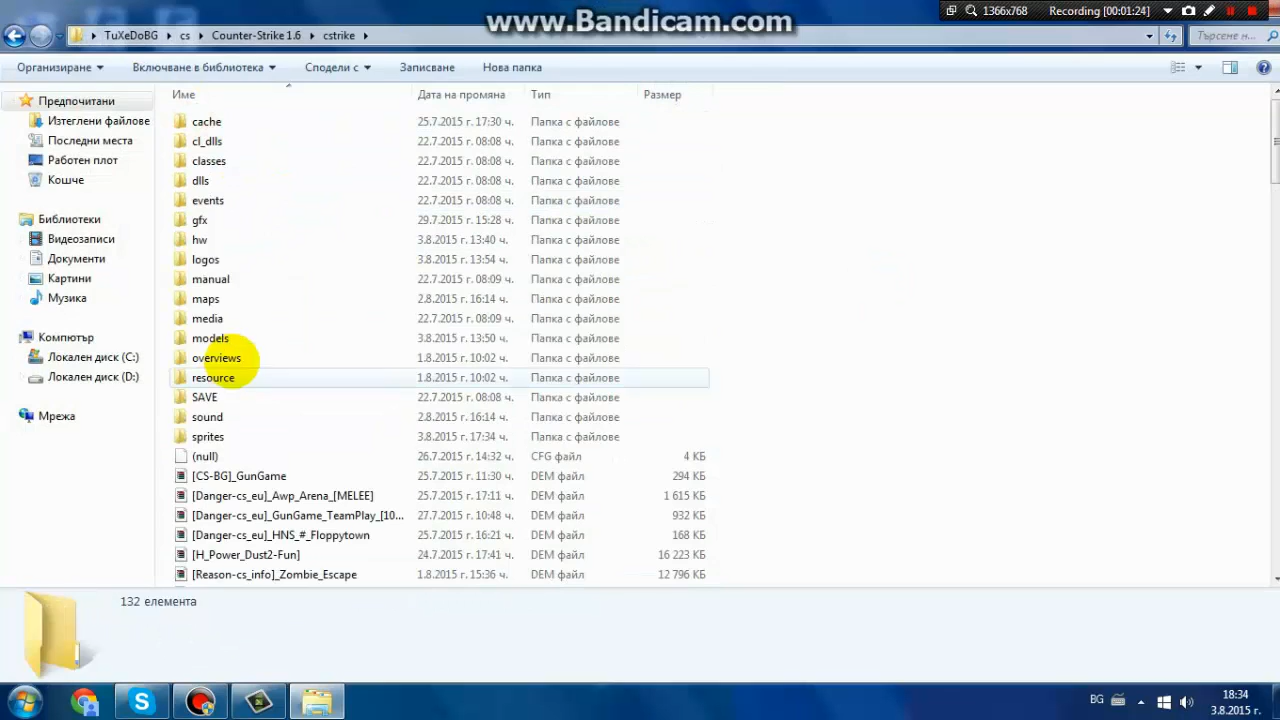 www.Bandicam.com
1366x768 Recording [00:01:24]
TuXeDoBG cs Counter-Strike 1.6 cstrike
Търсене н...
Организиране Включване в библиотека Сподели с Записване Нова папка
Предпочитани
Изтеглени файлове
Последни места
Работен плот
Кошче
Библиотеки
Видеозаписи
Документи
Картини
Музика
Компютър
Локален диск (C:)
Локален диск (D:)
Мрежа
Име Дата на промяна Тип Размер
cache 25.7.2015 г. 17:30 ч. Папка с файлове
cl_dlls 22.7.2015 г. 08:08 ч. Папка с файлове
classes 22.7.2015 г. 08:08 ч. Папка с файлове
dlls 22.7.2015 г. 08:08 ч. Папка с файлове
events 22.7.2015 г. 08:08 ч. Папка с файлове
gfx 29.7.2015 г. 15:28 ч. Папка с файлове
hw 3.8.2015 г. 13:40 ч. Папка с файлове
logos 3.8.2015 г. 13:54 ч. Папка с файлове
manual 22.7.2015 г. 08:09 ч. Папка с файлове
maps 2.8.2015 г. 16:14 ч. Папка с файлове
media 22.7.2015 г. 08:09 ч. Папка с файлове
models 3.8.2015 г. 13:50 ч. Папка с файлове
overviews 1.8.2015 г. 10:02 ч. Папка с файлове
resource 1.8.2015 г. 10:02 ч. Папка с файлове
SAVE 22.7.2015 г. 08:08 ч. Папка с файлове
sound 2.8.2015 г. 16:14 ч. Папка с файлове
sprites 3.8.2015 г. 17:34 ч. Папка с файлове
(null) 26.7.2015 г. 14:32 ч. CFG файл 4 КБ
[CS-BG]_GunGame 25.7.2015 г. 11:30 ч. DEM файл 294 КБ
[Danger-cs_eu]_Awp_Arena_[MELEE] 25.7.2015 г. 17:11 ч. DEM файл 1 615 КБ
[Danger-cs_eu]_GunGame_TeamPlay_[10... 27.7.2015 г. 10:48 ч. DEM файл 932 КБ
[Danger-cs_eu]_HNS_#_Floppytown 25.7.2015 г. 16:21 ч. DEM файл 168 КБ
[H_Power_Dust2-Fun] 24.7.2015 г. 17:41 ч. DEM файл 16 223 КБ
[Reason-cs_info]_Zombie_Escape 1.8.2015 г. 15:36 ч. DEM файл 12 796 КБ
132 елемента
BG
18:34
3.8.2015 г.